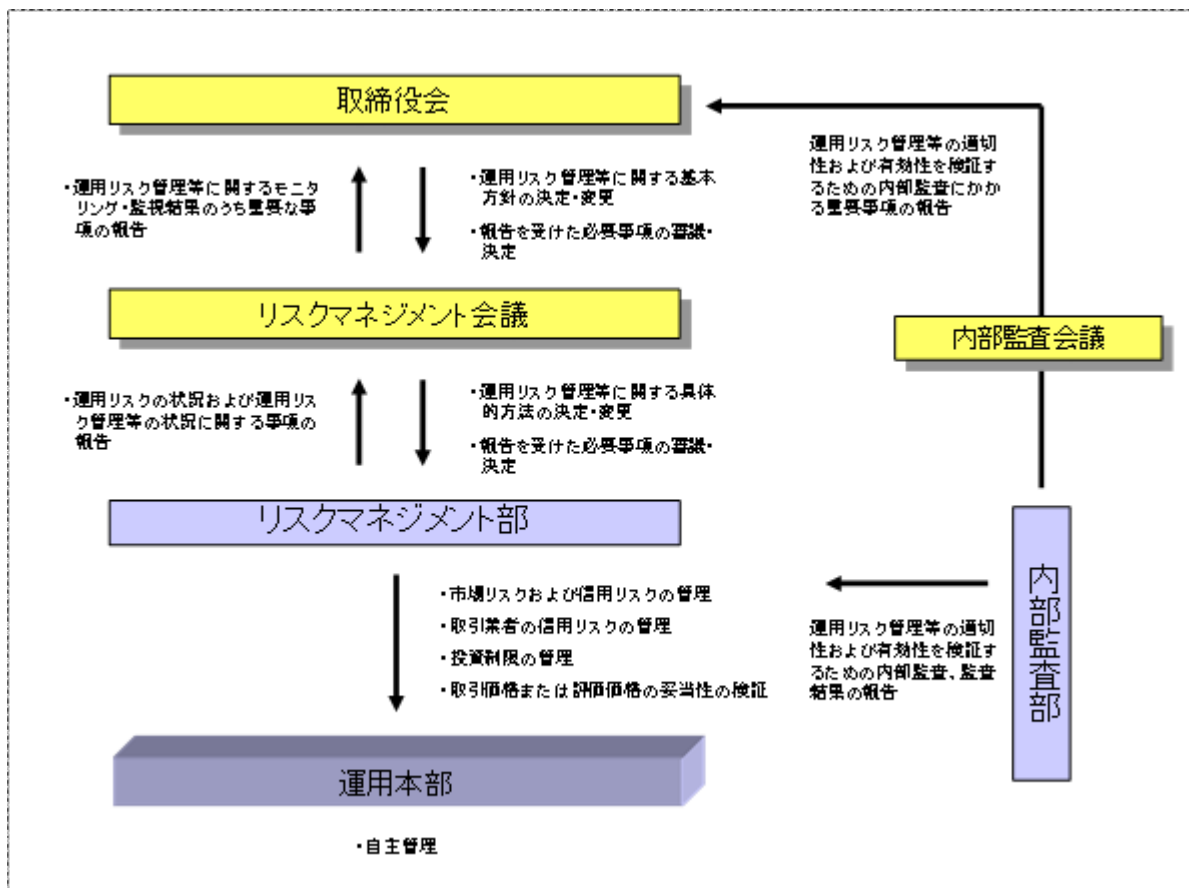 取締役会
・運用リスク管理等に関するモニ
タリング・監視結果のうち重要な事
項の報告
・運用リスク管理等に関する基本
方針の決定・変更
・報告を受けた必要事項の審議・
決定
運用リスク管理等の適切
性および有効性を検証す
るための内部監査にかか
る重要事項の報告
リスクマネジメント会議
内部監査会議
・運用リスクの状況および運用リス
ク管理等の状況に関する事項の
報告
・運用リスク管理等に関する具体
的方法の決定・変更
・報告を受けた必要事項の審議・
決定
リスクマネジメント部
内部監査部
・市場リスクおよび信用リスクの管理
・取引業者の信用リスクの管理
・投資制限の管理
・取引価格または評価価格の妥当性の検証
運用リスク管理等の適切
性および有効性を検証す
るための内部監査、監査
結果の報告
運用本部
・自主管理